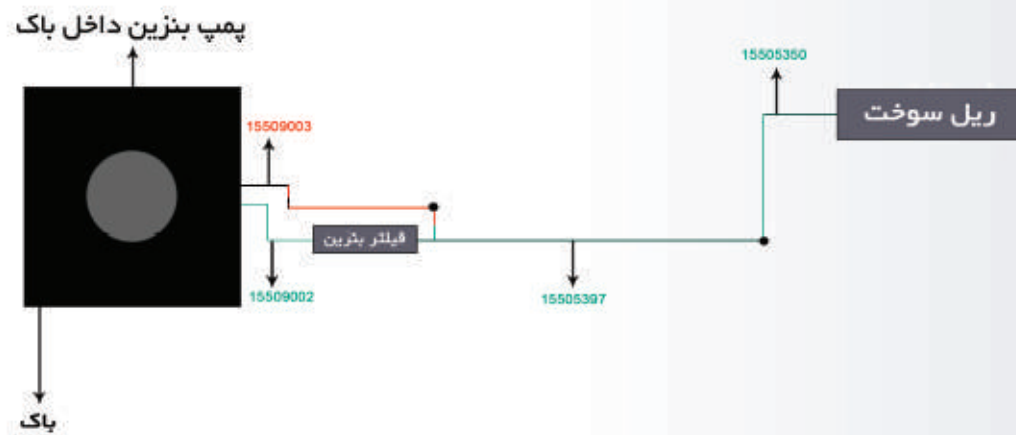 پمپ بنزین داخل باک
15505350
ریل سوخت
15509003
فیلتر بنزین
15509002
15505397
باک